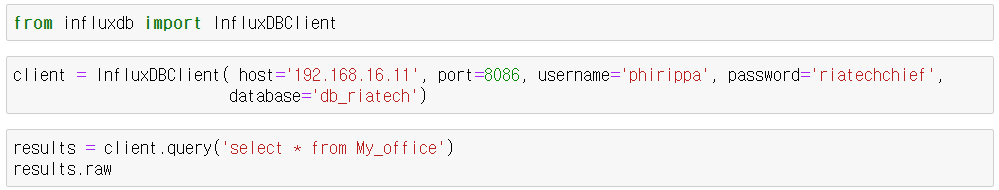 from influxdb import InfluxDBClient
client = InfluxDBClient( host='192.168.16.11', port=8086, username='phirippa', password='riatechchief',
database='db_riatech')
results = client.query('select * from My_office')
results.raw